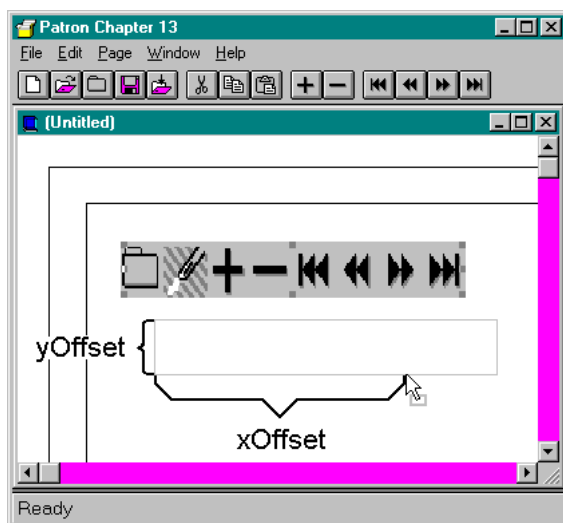 Patron Chapter 13
File Edit Page Window Help
(Untitled)
yOffset
xOffset
Ready